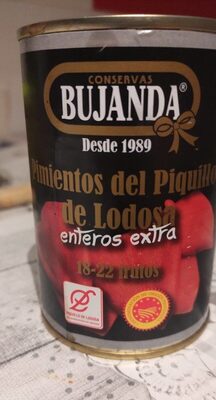 CONSERVAS
BUJANDA®
Desde 1989
Pimientos del Piquillo
de Lodosa
enteros extra
18-22 frutos